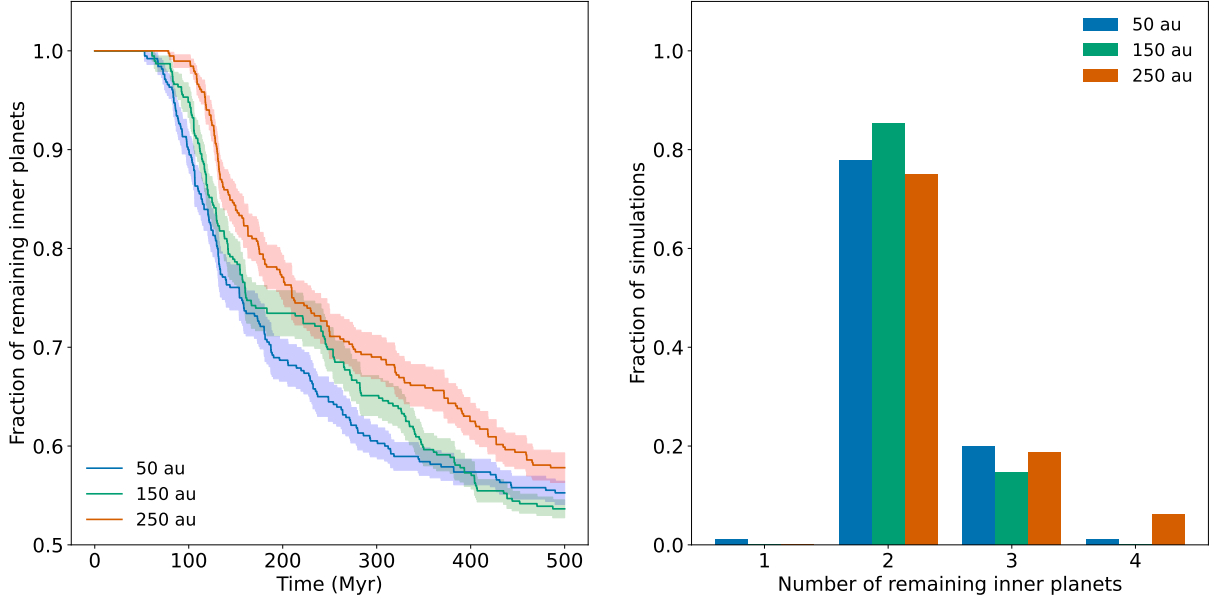 Fraction of remaining inner planets
1.0
0.9
0.8
0.7
0.6
0.5
50 au
150 au
250 au
0 100 200 300 400 500
Time (Myr)
Fraction of simulations
1.0
0.8
0.6
0.4
0.2
0.0
50 au
150 au
250 au
1 2 3 4
Number of remaining inner planets